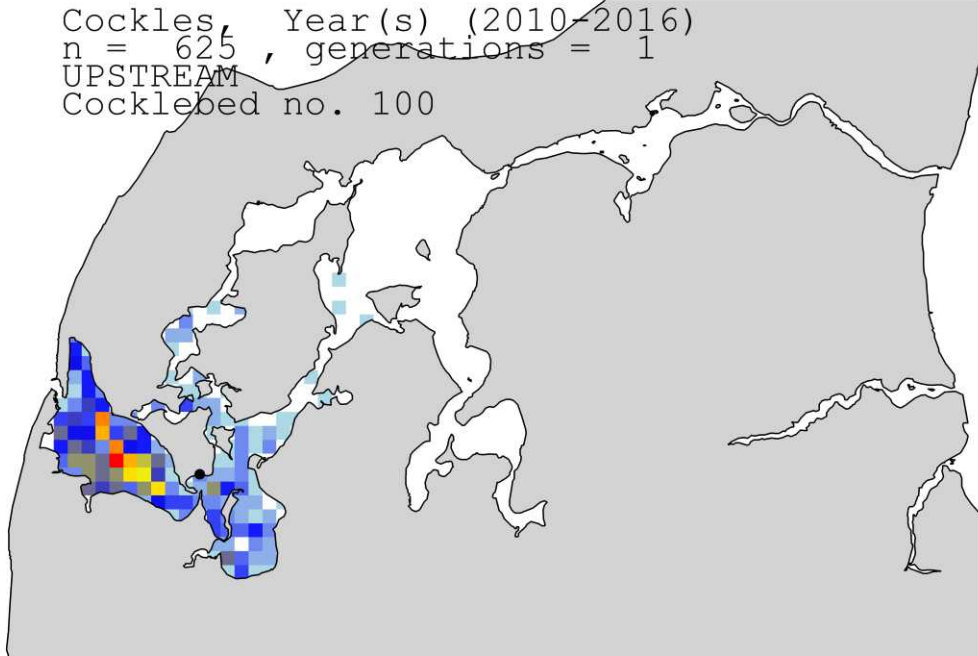 Cockles,   Year(s) (2010-2016)
n =   625 , generations =   1
UPSTREAM
Cocklebed no. 100